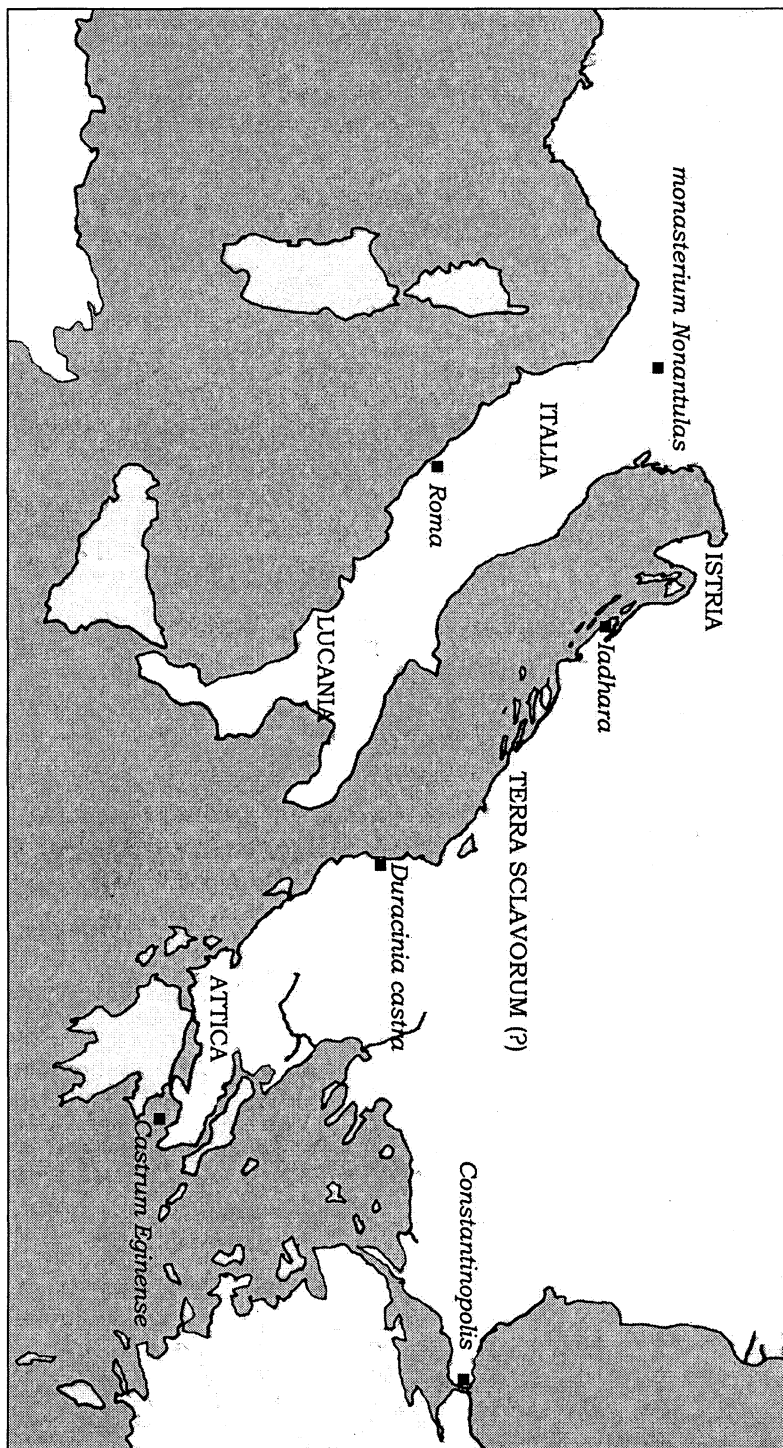 monasterium Nonantulas
ISTRIA
Iadhara
ITALIA
Roma
TERRA SCLAVORUM (?)
LUCANIA
Duracinia castra
Constantinopolis
ATTICA
Castrum Eginense